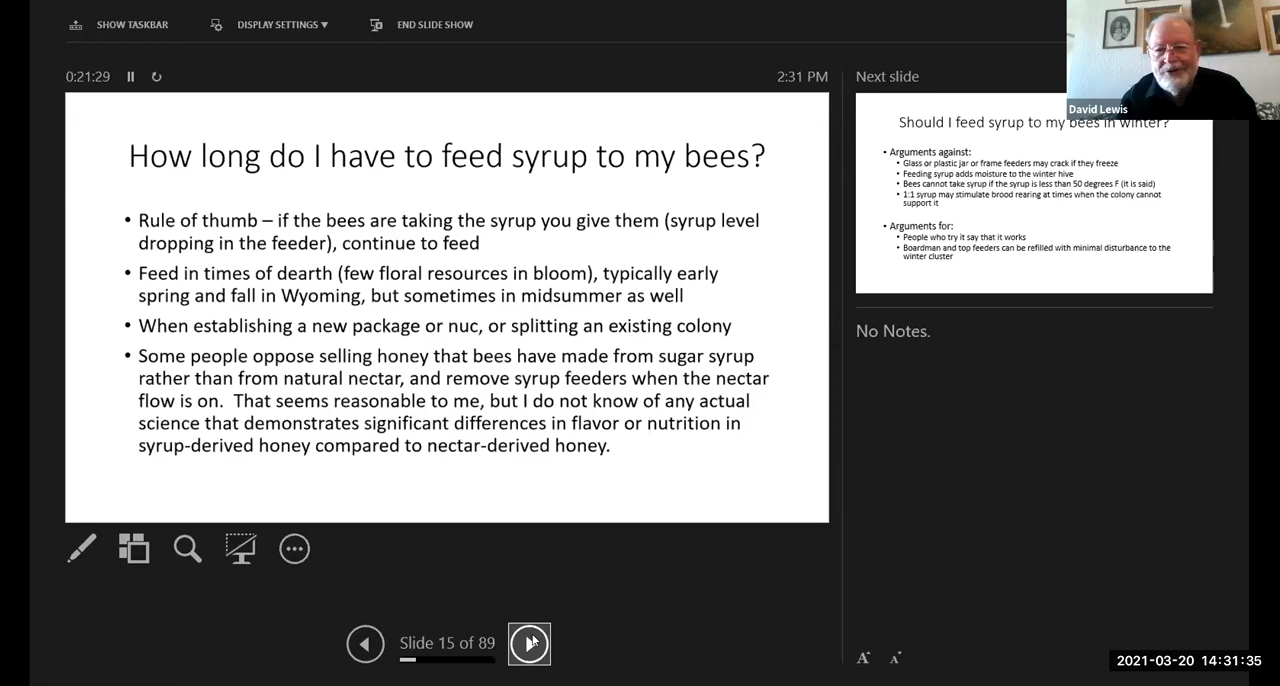 SHOW TASKBAR
DISPLAY SETTINGS ▼
END SLIDE SHOW
0:21:29
2:31 PM
How long do I have to feed syrup to my bees?
• Rule of thumb – if the bees are taking the syrup you give them (syrup level
dropping in the feeder), continue to feed
• Feed in times of dearth (few floral resources in bloom), typically early
spring and fall in Wyoming, but sometimes in midsummer as well
• When establishing a new package or nuc, or splitting an existing colony
• Some people oppose selling honey that bees have made from sugar syrup
rather than from natural nectar, and remove syrup feeders when the nectar
flow is on.  That seems reasonable to me, but I do not know of any actual
science that demonstrates significant differences in flavor or nutrition in
syrup-derived honey compared to nectar-derived honey.
Slide 15 of 89
Next slide
David Lewis
Should I feed syrup to my bees in winter?
• Arguments against:
• Glass or plastic jar or frame feeders may crack if they freeze
• Feeding syrup adds moisture to the winter hive
• Bees cannot take syrup if the syrup is less than 50 degrees F (it is said)
• 1:1 syrup may stimulate brood rearing at times when the colony cannot
support it
• Arguments for:
• People who try it say that it works
• Boardman and top feeders can be refilled with minimal disturbance to the
winter cluster
No Notes.
A A
2021-03-20 14:31:35